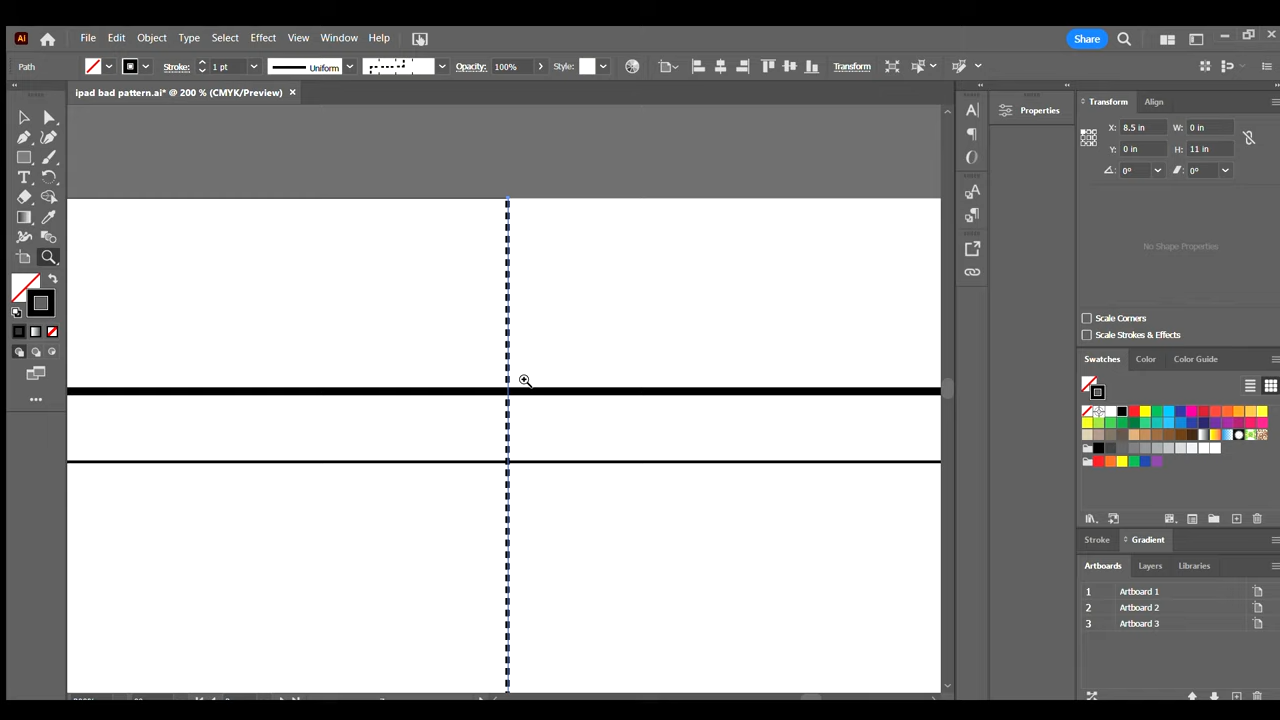 Ai File Edit Object Type Select Effect View Window Help Share
Path Stroke: 1 pt Uniform Opacity: 100% Style: Transform
ipad bad pattern.ai* @ 200 % (CMYK/Preview) ×
Properties
Transform Align
X: 8.5 in W: 0 in
Y: 0 in H: 11 in
0° 0°
No Shape Properties
Scale Corners
Scale Strokes & Effects
Swatches Color Color Guide
Stroke Gradient
Artboards Layers Libraries
1 Artboard 1
2 Artboard 2
3 Artboard 3